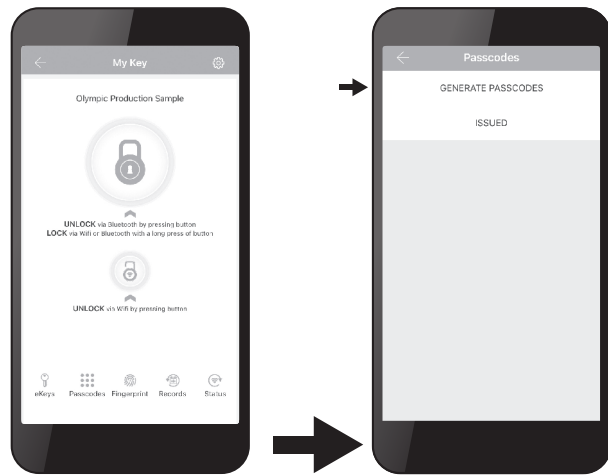 My Key
Olympic Production Sample
UNLOCK via Bluetooth by pressing button
LOCK via Wifi or Bluetooth with a long press of button
UNLOCK via Wifi by pressing button
eKeys Passcodes Fingerprint Records Status
Passcodes
GENERATE PASSCODES
ISSUED